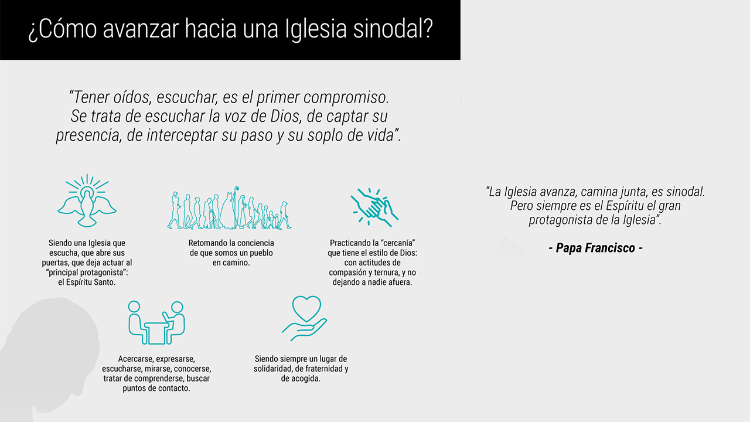 ¿Cómo avanzar hacia una Iglesia sinodal?
“Tener oídos, escuchar, es el primer compromiso.
Se trata de escuchar la voz de Dios, de captar su
presencia, de interceptar su paso y su soplo de vida”.
Siendo una Iglesia que
escucha, que abre sus
puertas, que deja actuar al
“principal protagonista”:
el Espíritu Santo.
Retomando la conciencia
de que somos un pueblo
en camino.
Practicando la “cercanía”
que tiene el estilo de Dios:
con actitudes de
compasión y ternura, y no
dejando a nadie afuera.
Acercarse, expresarse,
escucharse, mirarse, conocerse,
tratar de comprenderse, buscar
puntos de contacto.
Siendo siempre un lugar de
solidaridad, de fraternidad y
de acogida.
“La Iglesia avanza, camina junta, es sinodal.
Pero siempre es el Espíritu el gran
protagonista de la Iglesia”.
- Papa Francisco -